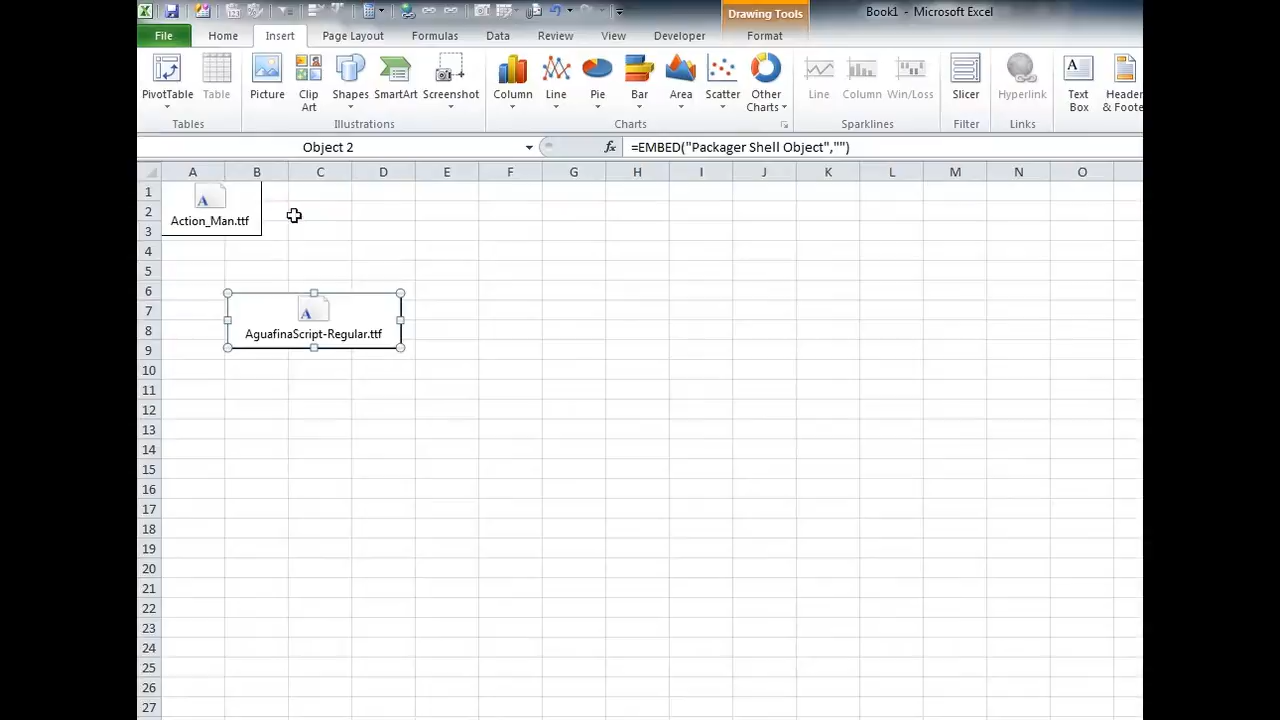 Drawing Tools
Book1 - Microsoft Excel
File Home Insert Page Layout Formulas Data Review View Developer Format
PivotTable Table Picture Clip Art Shapes SmartArt Screenshot Column Line Pie Bar Area Scatter Other Charts Line Column Win/Loss Slicer Hyperlink Text Box Header & Foote
Tables Illustrations Charts Sparklines Filter Links
Object 2 fx =EMBED("Packager Shell Object","")
A B C D E F G H I J K L M N O
1
A
2
Action_Man.ttf
3
4
5
6
7
A
8
AguafinaScript-Regular.ttf
9
10
11
12
13
14
15
16
17
18
19
20
21
22
23
24
25
26
27